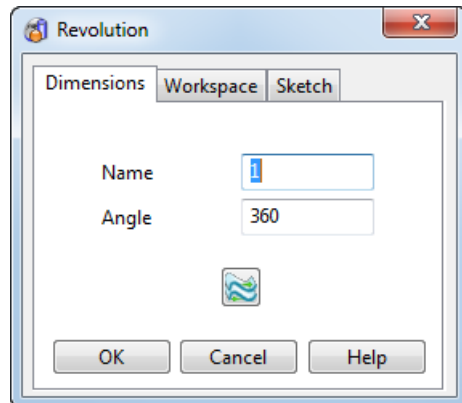 Revolution
Dimensions Workspace Sketch
Name 1
Angle 360
OK Cancel Help